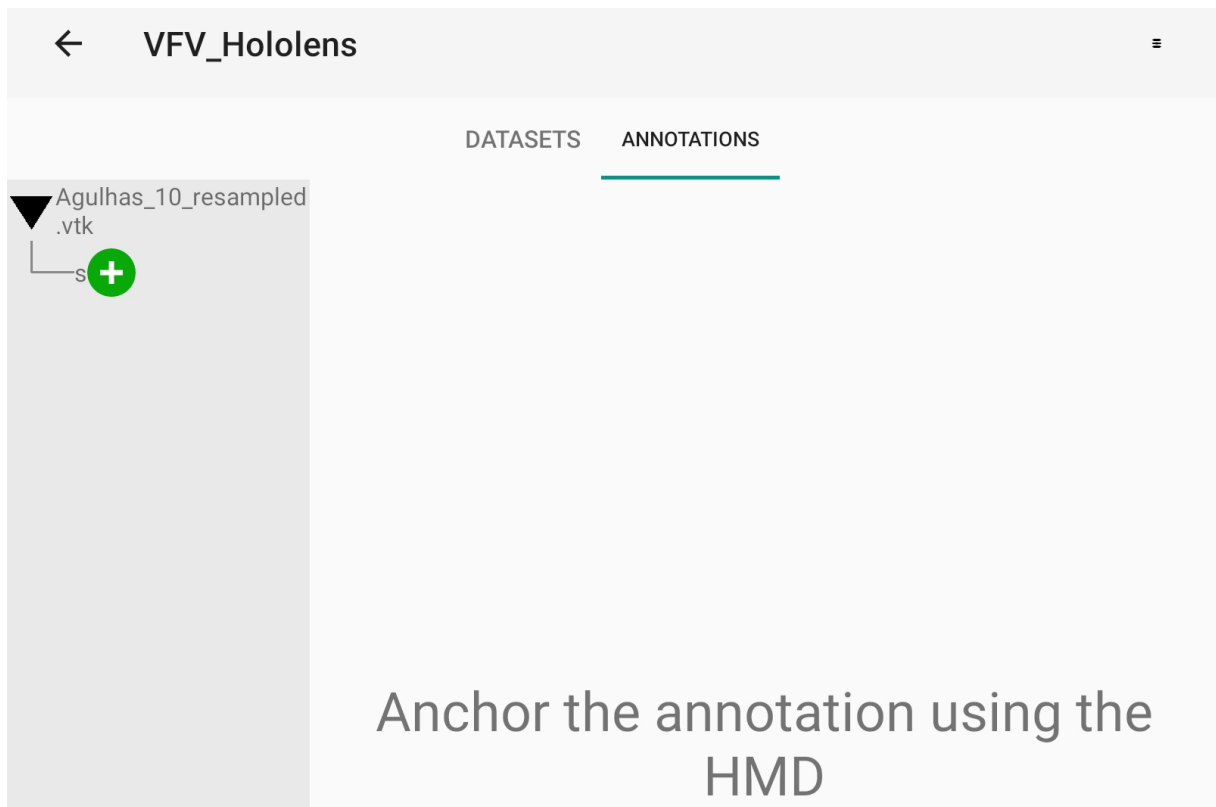 VFV_Hololens
DATASETS
ANNOTATIONS
Agulhas_10_resampled
.vtk
s
Anchor the annotation using the
HMD